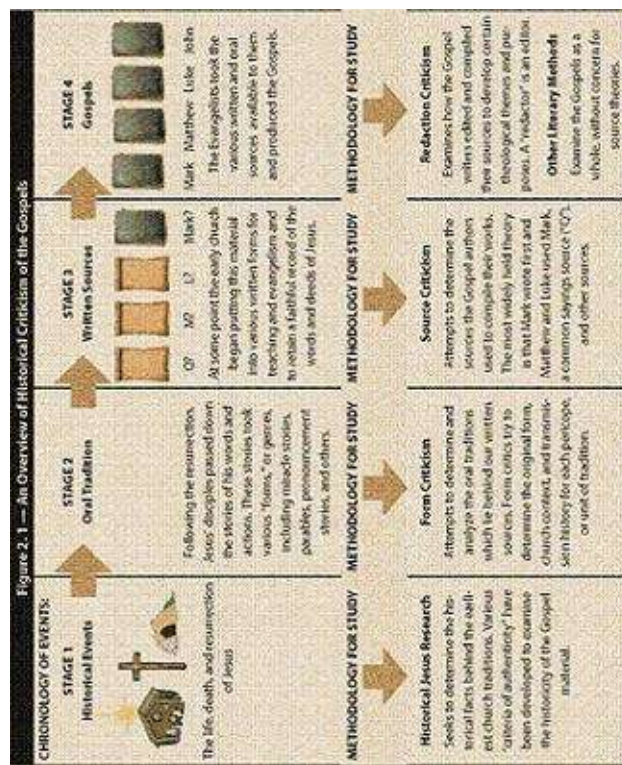 Figure 2.1 — An Overview of Historical Criticism of the Gospels
CHRONOLOGY OF EVENTS:
STAGE 1
Historical Events
The life, death, and resurrection
of Jesus
METHODOLOGY FOR STUDY
Historical Jesus Research
Seeks to determine the his-
torical facts behind the earli-
est church traditions. Various
"criteria of authenticity" have
been developed to examine
the historicity of the Gospel
material.
STAGE 2
Oral Tradition
Following the resurrection,
Jesus' disciples passed down
the stories of his words and
actions. These stories took
various "forms," or genres,
including miracle stories,
parables, pronouncement
stories, and others.
METHODOLOGY FOR STUDY
Form Criticism
Attempts to determine and
analyze the oral traditions
which lie behind our written
sources. Form critics try to
determine the original form,
church context, and transmis-
sion history for each pericope,
or unit of tradition.
STAGE 3
Written Sources
Q? M? L? Mark?
At some point the early church
began putting this material
into various written forms for
teaching and evangelism and
to retain a faithful record of the
words and deeds of Jesus.
METHODOLOGY FOR STUDY
Source Criticism
Attempts to determine the
sources the Gospel authors
used to compile their works.
The most widely held theory
is that Mark wrote first and
Matthew and Luke used Mark,
a common sayings source ("Q"),
and other sources.
STAGE 4
Gospels
Mark Matthew Luke John
The Evangelists took the
various written and oral
sources available to them
and produced the Gospels.
METHODOLOGY FOR STUDY
Redaction Criticism
Examines how the Gospel
writers edited and compiled
their sources to develop certain
theological themes and pur-
poses. A "redactor" is an editor.
Other Literary Methods
Examine the Gospels as a
whole, without concern for
source theories.